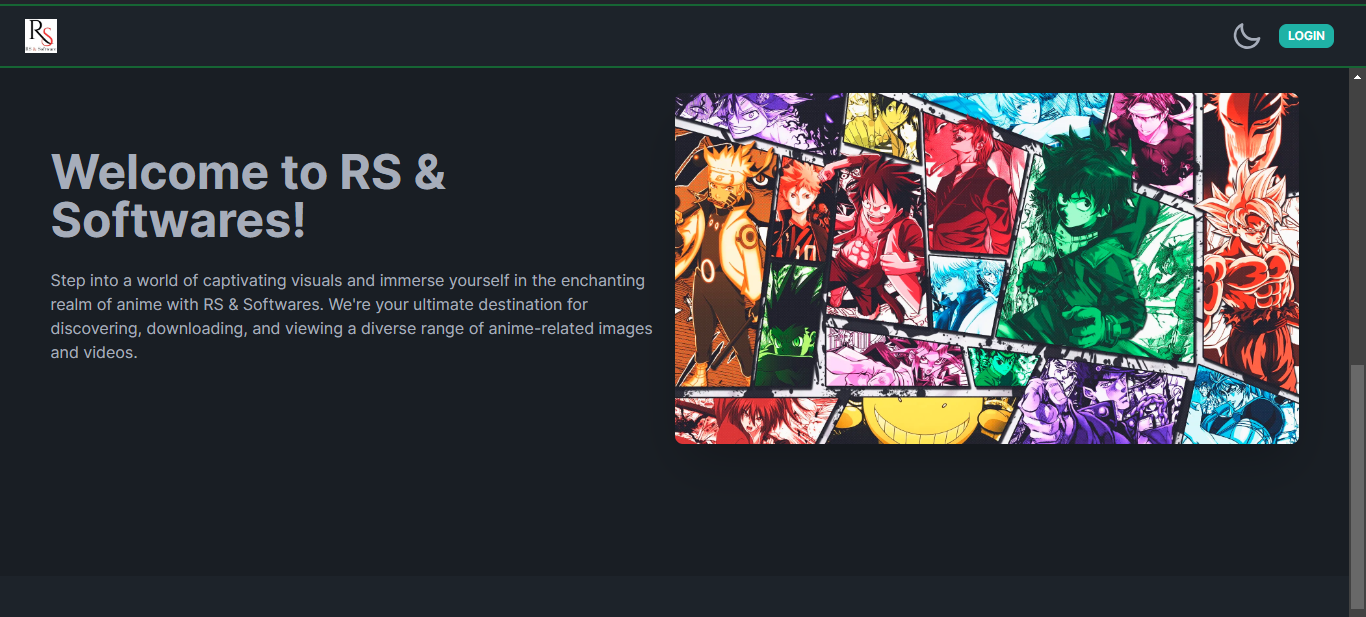 RS
RS & Software
LOGIN
Welcome to RS &
Softwares!
Step into a world of captivating visuals and immerse yourself in the enchanting
realm of anime with RS & Softwares. We're your ultimate destination for
discovering, downloading, and viewing a diverse range of anime-related images
and videos.
10